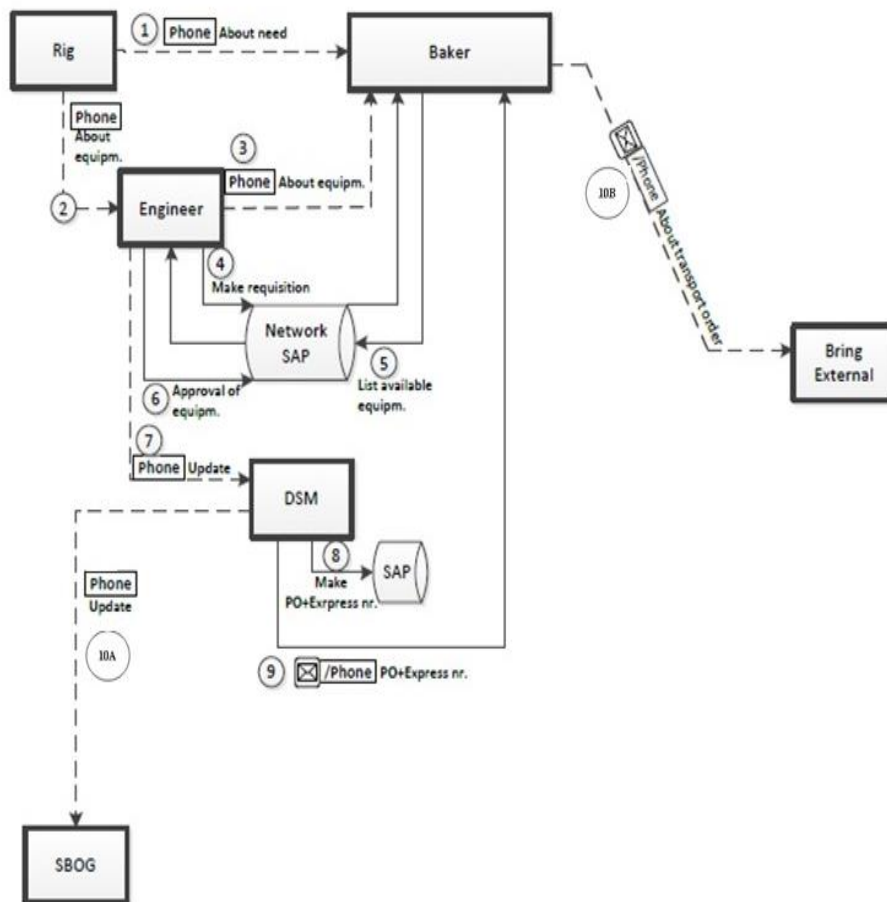 Rig
1
Phone About need
Baker
Phone
About
equipm.
3
Phone About equipm.
2
Engineer
/Phone
About transport order
10B
4
Make requisition
Network
SAP
5
List available
equipm.
6
Approval of
equipm.
Bring
External
7
Phone Update
DSM
8
SAP
Make
PO+Exrpress nr.
Phone
Update
10A
9 /Phone PO+Express nr.
SBOG